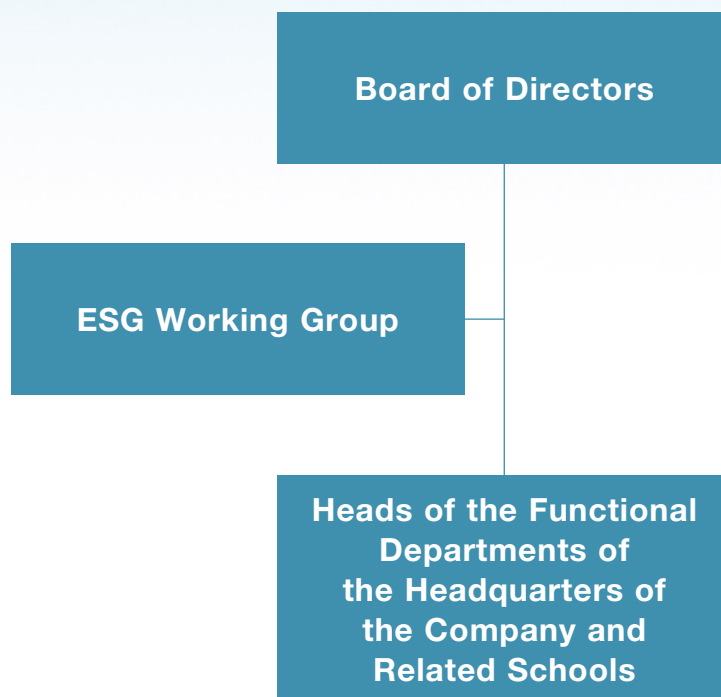 Board of Directors
ESG Working Group
Heads of the Functional
Departments of
the Headquarters of
the Company and
Related Schools